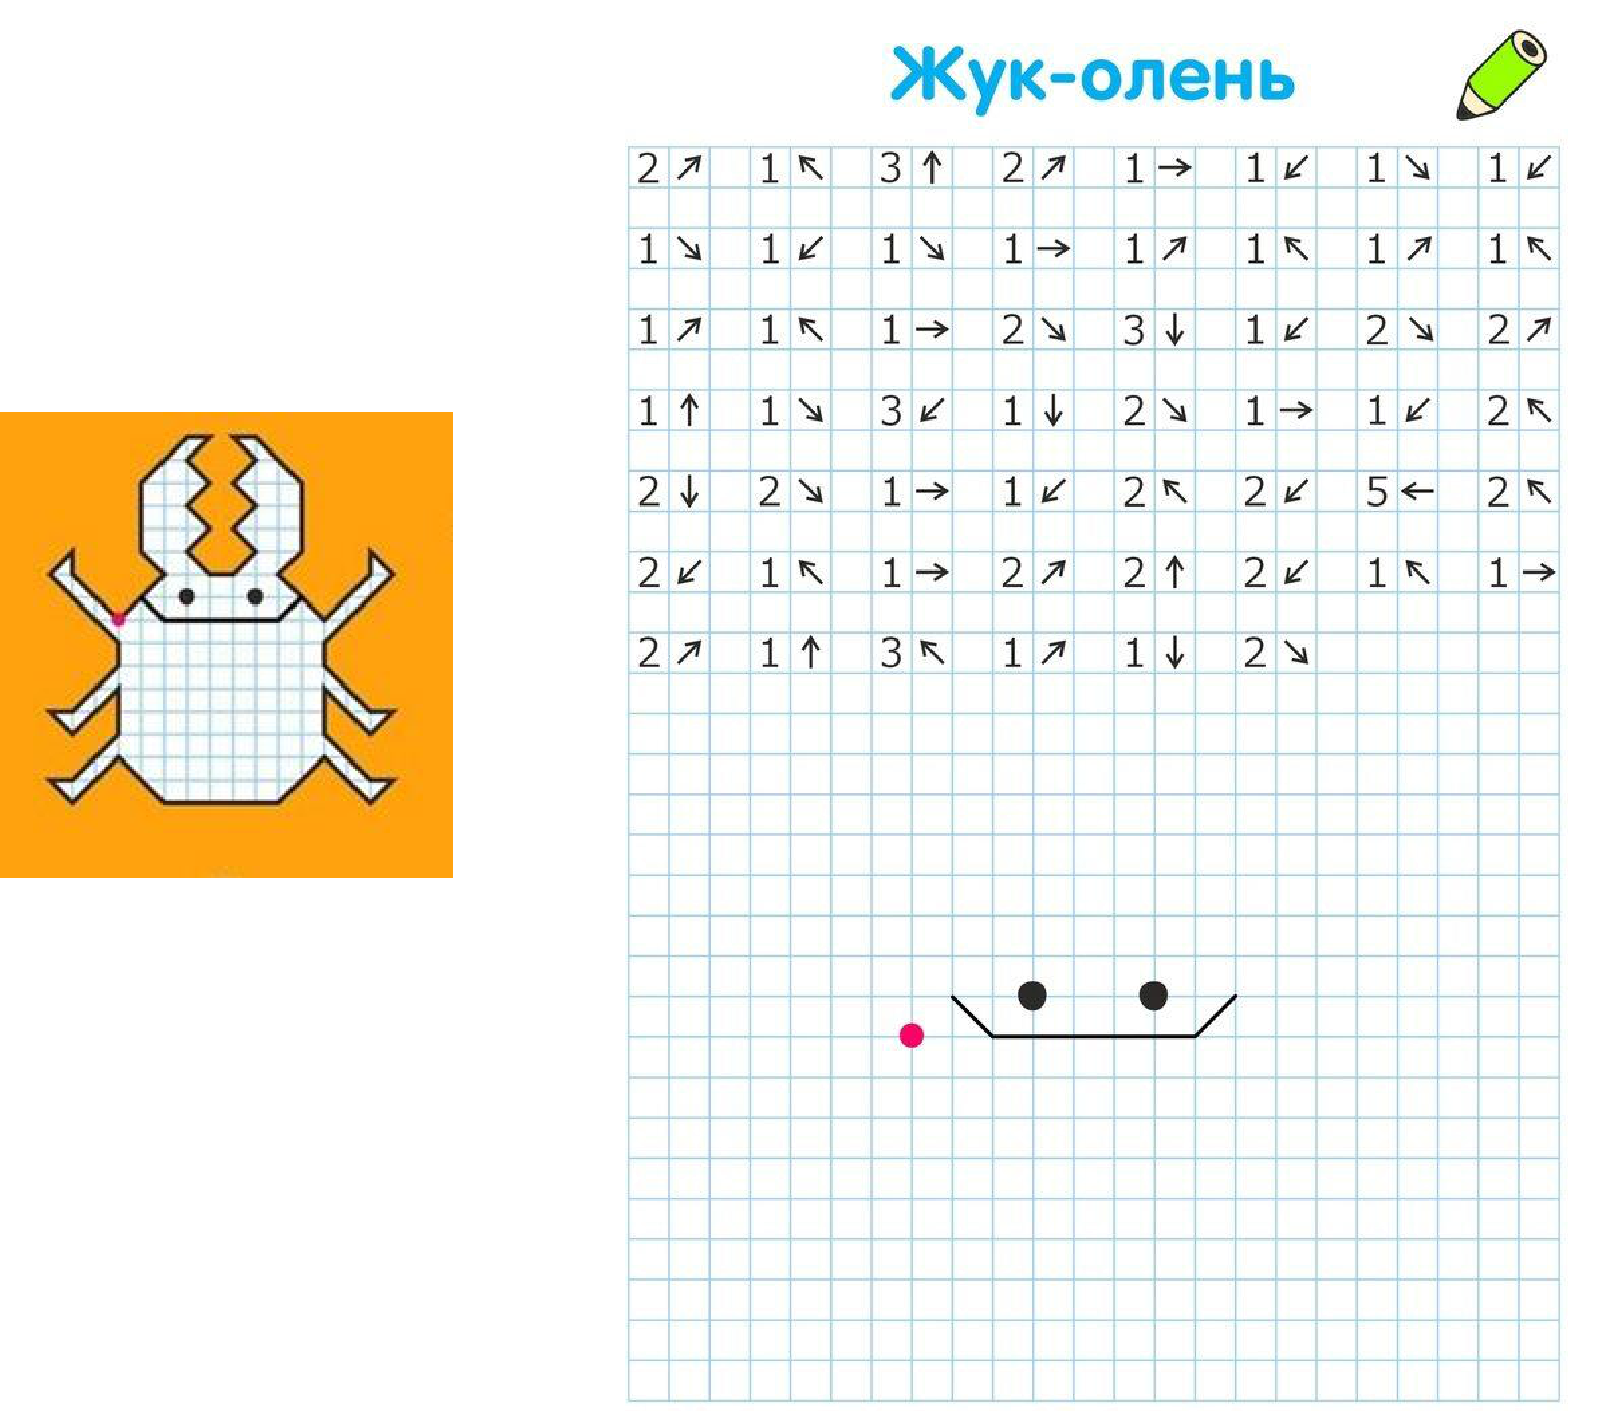 Жук-олень
2 ↗ 1 ↖ 3 ↑ 2 ↗ 1 → 1 ↙ 1 ↘ 1 ↙
1 ↘ 1 ↙ 1 ↘ 1 → 1 ↗ 1 ↖ 1 ↗ 1 ↖
1 ↗ 1 ↖ 1 → 2 ↘ 3 ↓ 1 ↙ 2 ↘ 2 ↗
1 ↑ 1 ↘ 3 ↙ 1 ↓ 2 ↘ 1 → 1 ↙ 2 ↖
2 ↓ 2 ↘ 1 → 1 ↙ 2 ↖ 2 ↙ 5 ← 2 ↖
2 ↙ 1 ↖ 1 → 2 ↗ 2 ↑ 2 ↙ 1 ↖ 1 →
2 ↗ 1 ↑ 3 ↖ 1 ↗ 1 ↓ 2 ↘